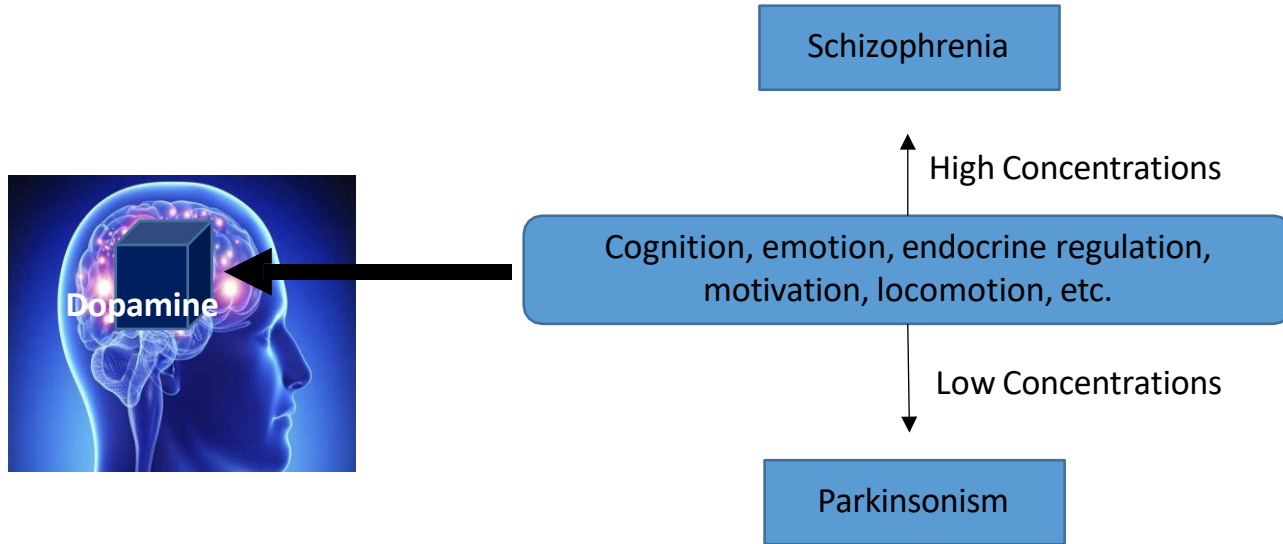 Schizophrenia
High Concentrations
Dopamine
Cognition, emotion, endocrine regulation,
motivation, locomotion, etc.
Low Concentrations
Parkinsonism